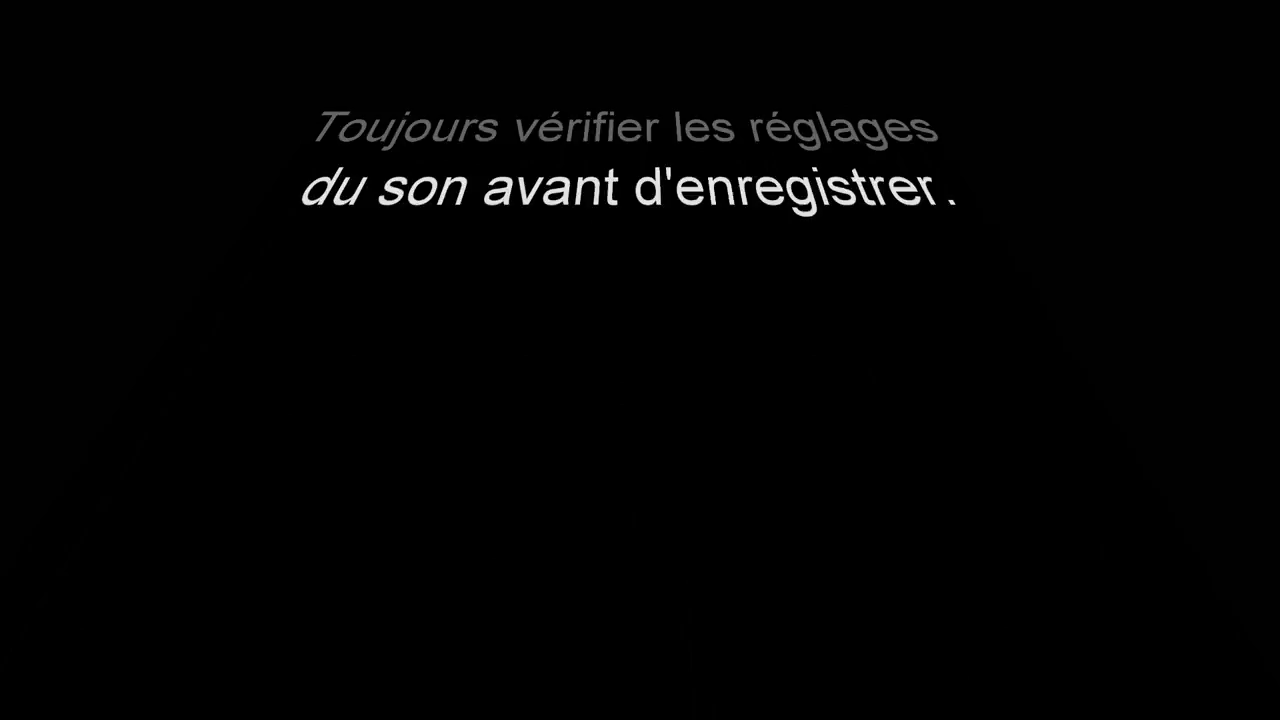 Toujours vérifier les réglages
du son avant d'enregistrer.